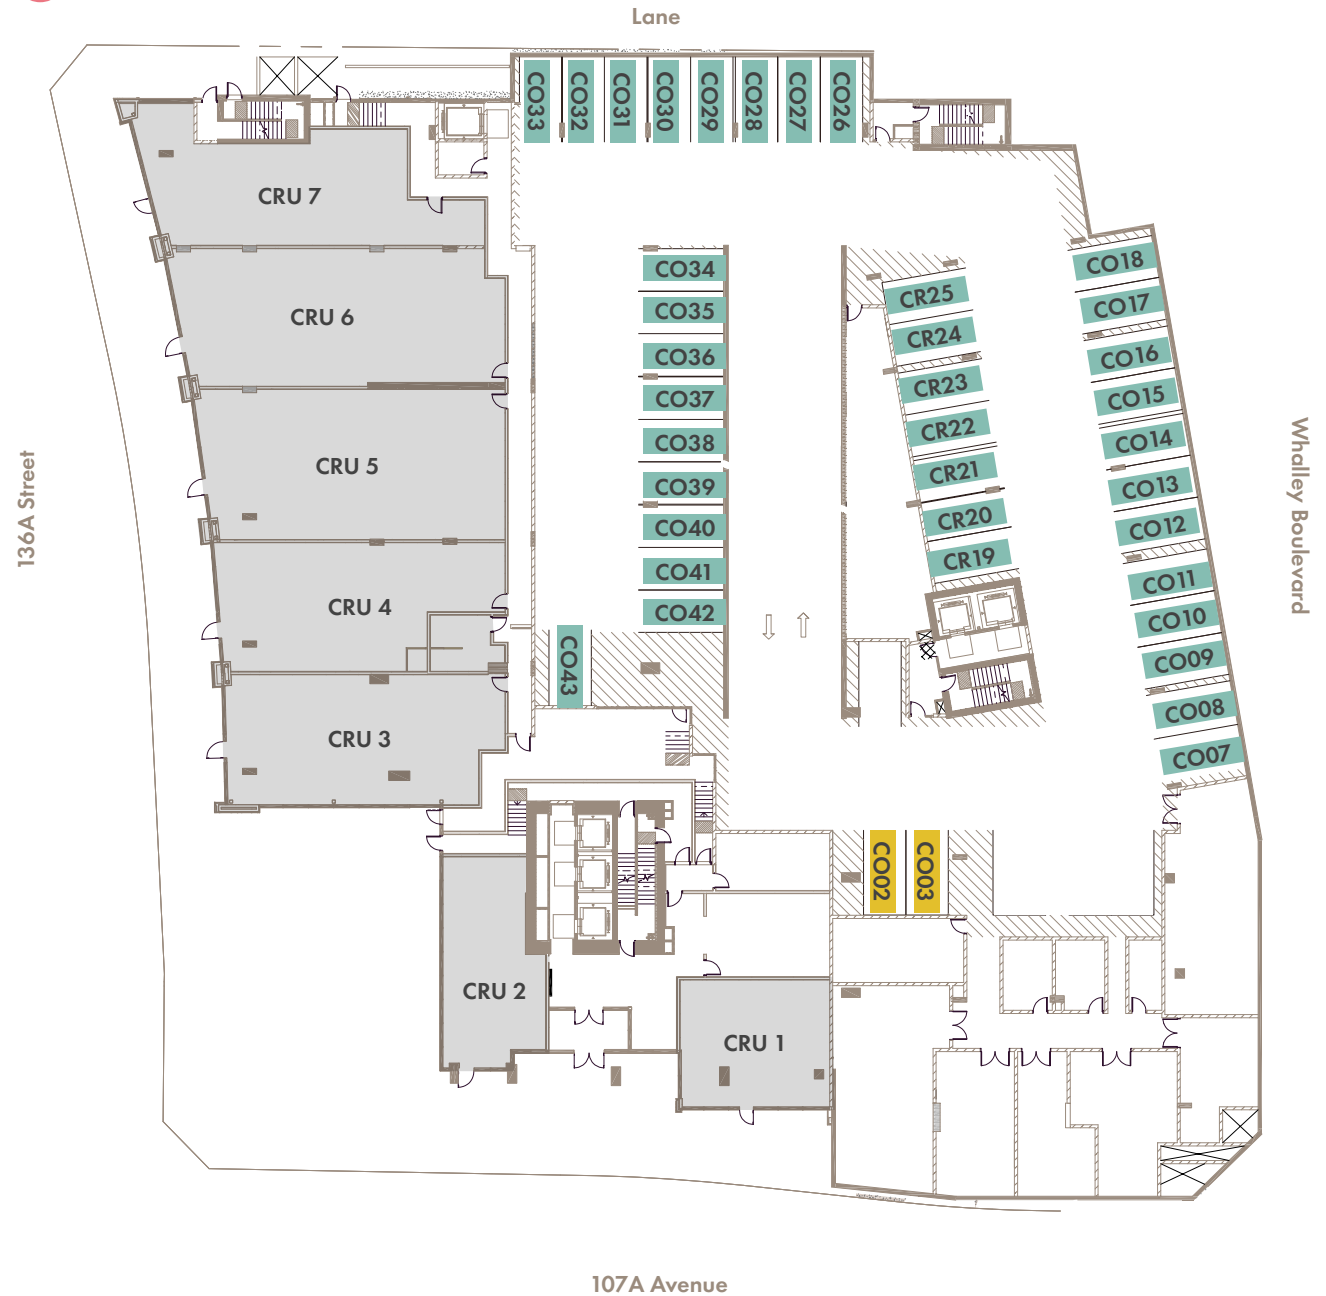 Lane
CO33
CO32
CO31
CO30
CO29
CO28
CO27
CO26
CRU 7
CRU 6
CRU 5
CRU 4
CRU 3
CRU 2
CRU 1
CO34
CO35
CO36
CO37
CO38
CO39
CO40
CO41
CO42
CO43
CR25
CR24
CR23
CR22
CR21
CR20
CR19
CO18
CO17
CO16
CO15
CO14
CO13
CO12
CO11
CO10
CO09
CO08
CO07
CO02
CO03
136A Street
Whalley Boulevard
107A Avenue